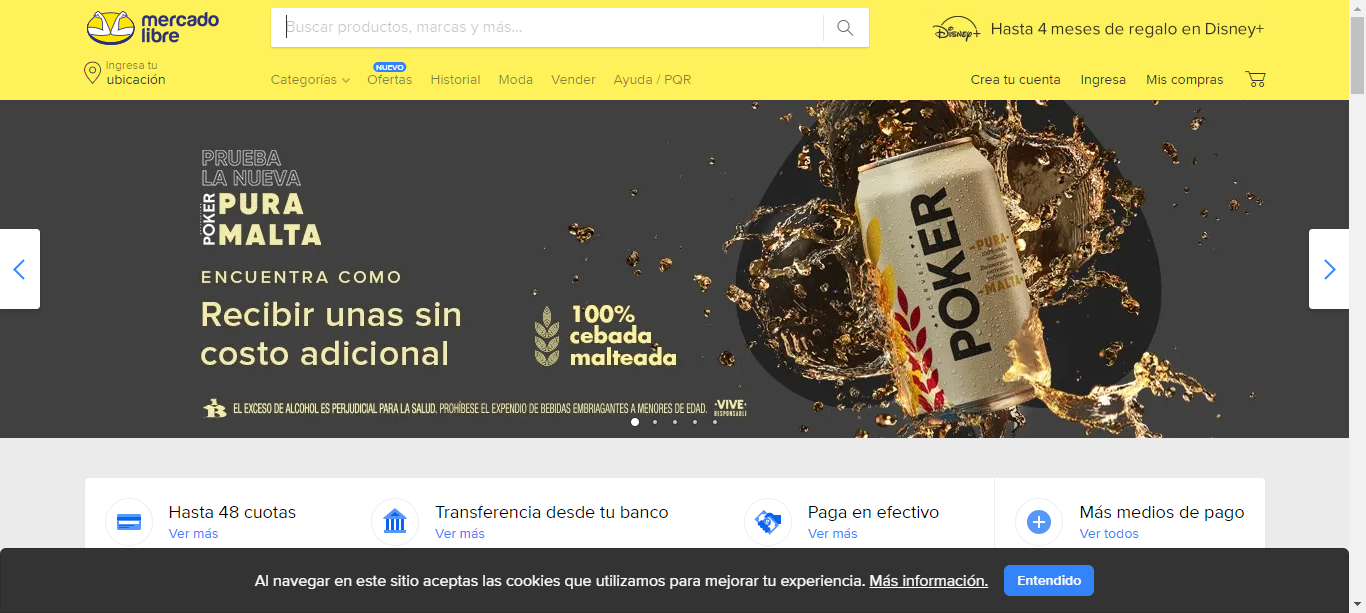 mercado
libre
Buscar productos, marcas y más...
Disney+ Hasta 4 meses de regalo en Disney+
Ingresa tu
ubicación
NUEVO
Categorías Ofertas Historial Moda Vender Ayuda / PQR
Crea tu cuenta Ingresa Mis compras
PRUEBA
LA NUEVA
POKER
PURA
MALTA
ENCUENTRA COMO
Recibir unas sin
costo adicional
100%
cebada
malteada
CERVEZA
POKER
PURA
MALTA
EL EXCESO DE ALCOHOL ES PERJUDICIAL PARA LA SALUD. PROHÍBESE EL EXPENDIO DE BEBIDAS EMBRIAGANTES A MENORES DE EDAD.
·VIVE·
RESPONSABLE
Hasta 48 cuotas
Ver más
Transferencia desde tu banco
Ver más
Paga en efectivo
Ver más
Más medios de pago
Ver todos
Al navegar en este sitio aceptas las cookies que utilizamos para mejorar tu experiencia. Más información.
Entendido